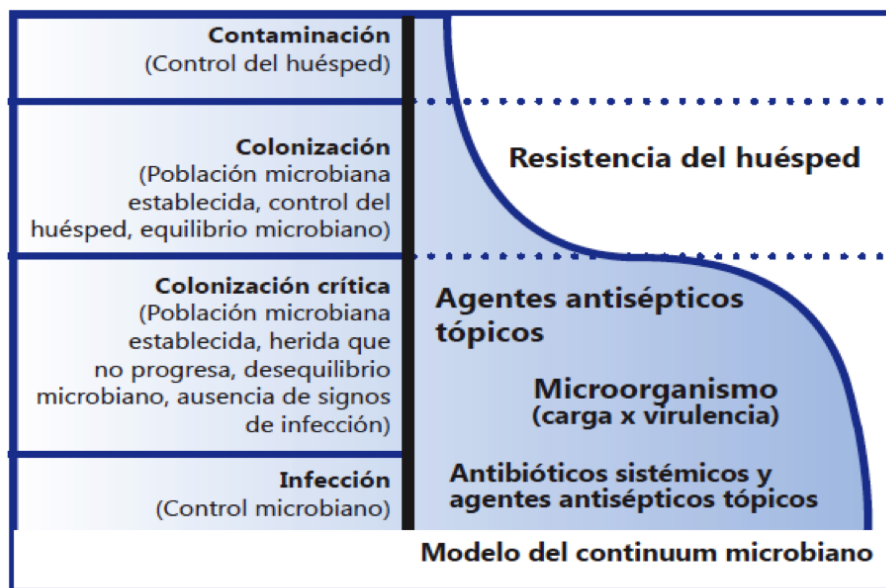 Contaminación
(Control del huésped)
Colonización
(Población microbiana
establecida, control del
huésped, equilibrio microbiano)
Resistencia del huésped
Colonización crítica
(Población microbiana
establecida, herida que
no progresa, desequilibrio
microbiano, ausencia de signos
de infección)
Agentes antisépticos
tópicos
Microorganismo
(carga x virulencia)
Infección
(Control microbiano)
Antibióticos sistémicos y
agentes antisépticos tópicos
Modelo del continuum microbiano